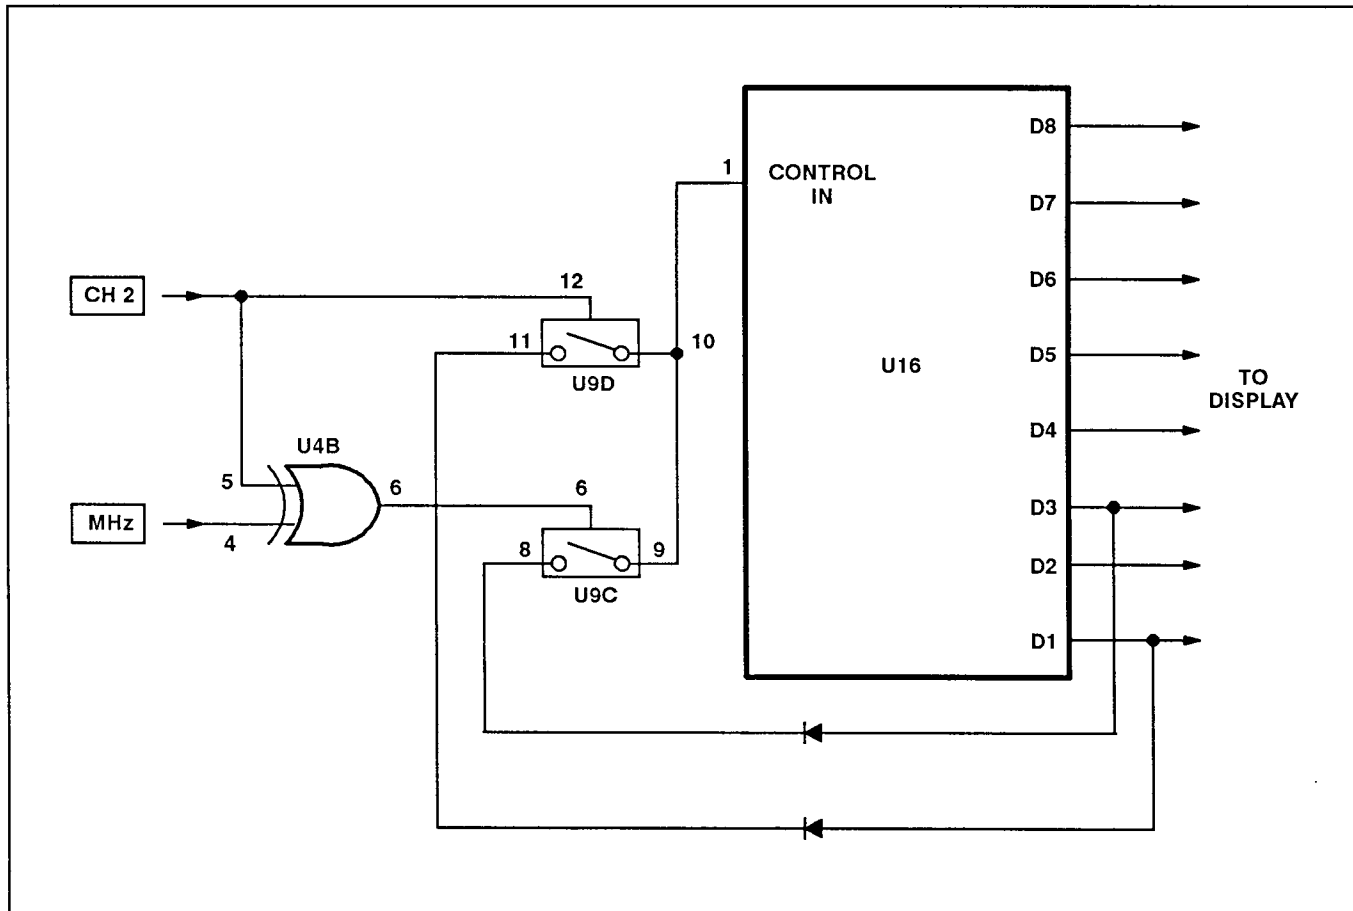 D8
1
CONTROL
IN
D7
CH 2
12
D6
11
10
U9D
D5
U16
TO
DISPLAY
D4
U4B
5
6
6
MHz
4
8
9
U9C
D3
D2
D1